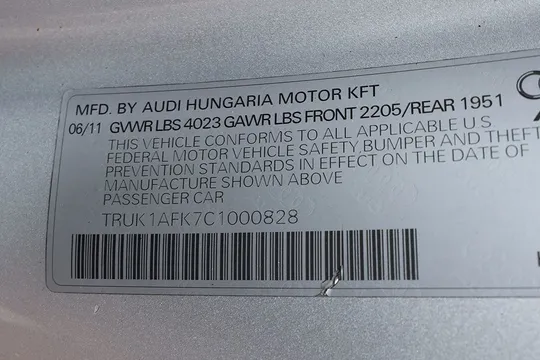 MFD. BY AUDI HUNGARIA MOTOR KFT
06/11 GVWR LBS 4023 GAWR LBS FRONT 2205/REAR 1951
THIS VEHICLE CONFORMS TO ALL APPLICABLE U.S
FEDERAL MOTOR VEHICLE SAFETY, BUMPER AND THEFT
PREVENTION STANDARDS IN EFFECT ON THE DATE OF
MANUFACTURE SHOWN ABOVE
PASSENGER CAR
TRUK1AFK7C1000828